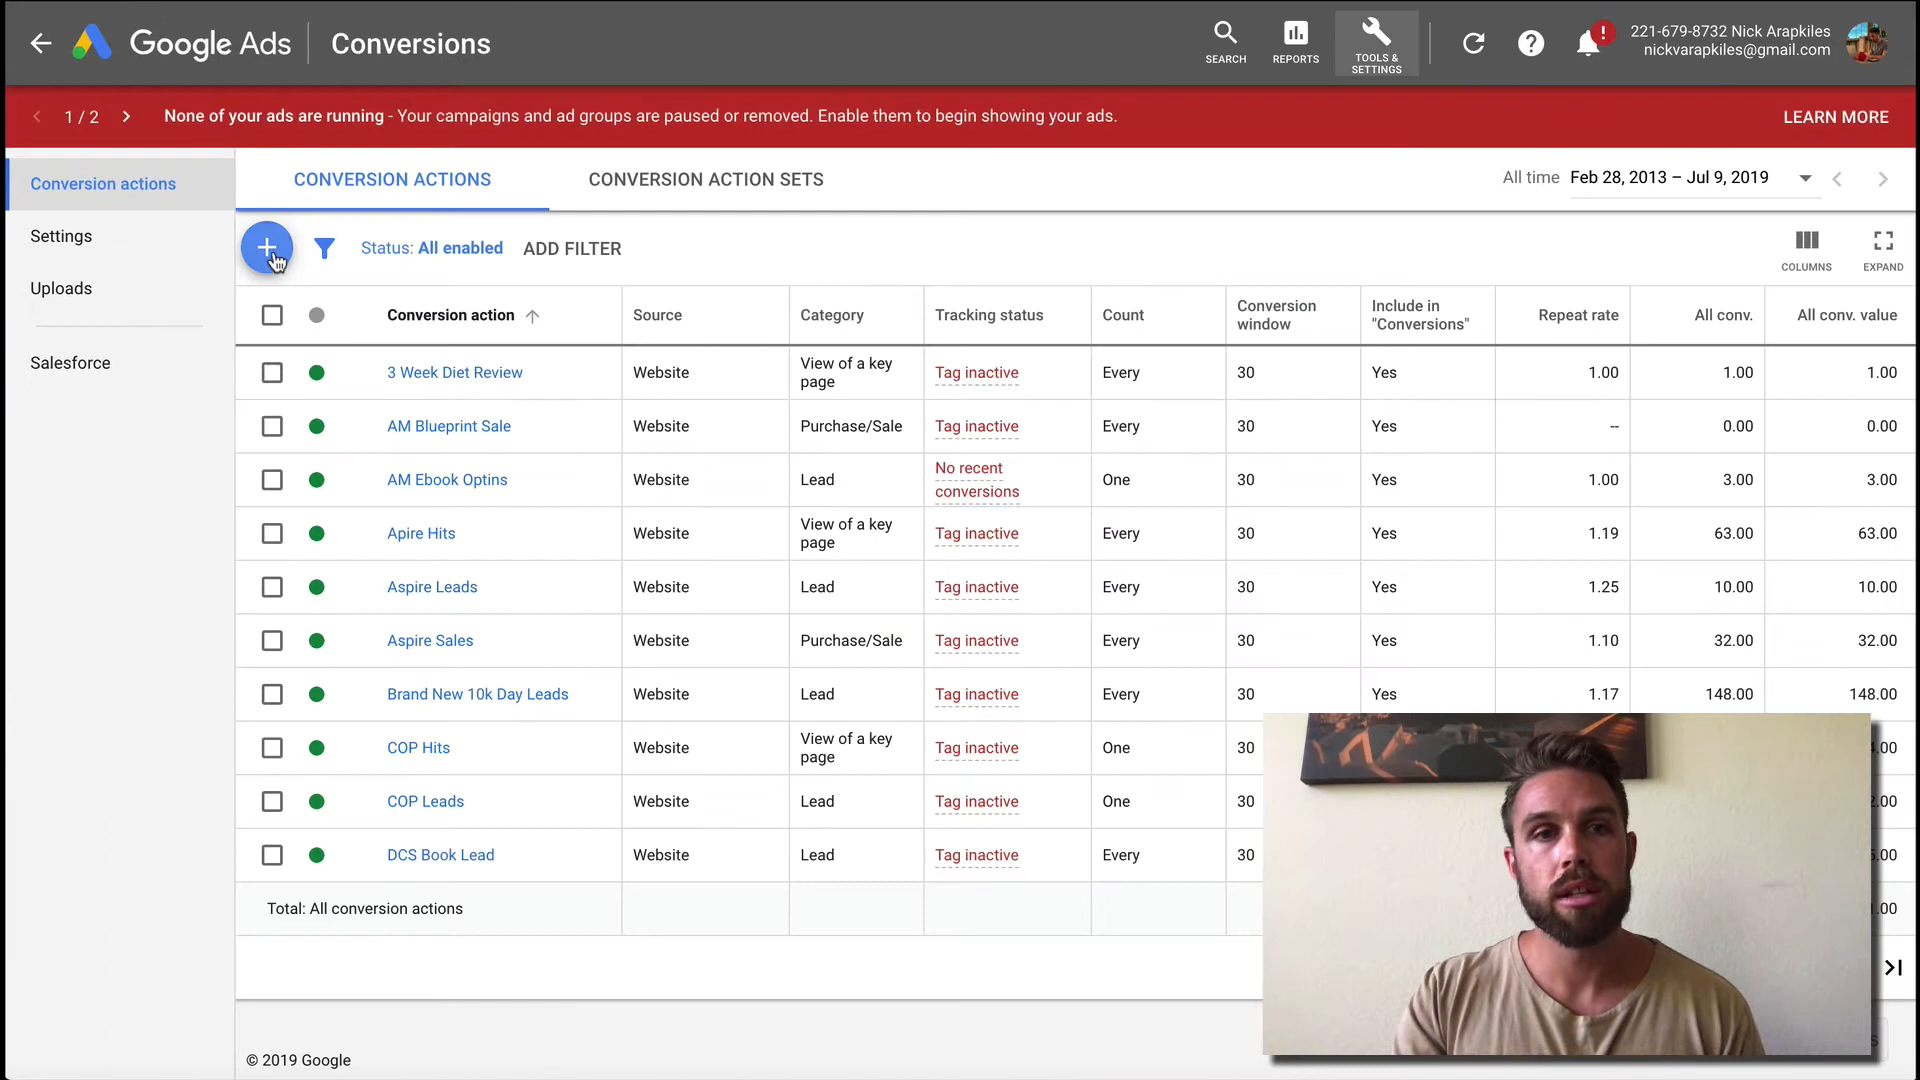 Google Ads
Conversions
SEARCH
REPORTS
TOOLS &
SETTINGS
!
221-679-8732 Nick Arapkiles
nickvarapkiles@gmail.com
1 / 2
None of your ads are running - Your campaigns and ad groups are paused or removed. Enable them to begin showing your ads.
LEARN MORE
Conversion actions
Settings
Uploads
Salesforce
CONVERSION ACTIONS
CONVERSION ACTION SETS
All time Feb 28, 2013 – Jul 9, 2019
Status: All enabled
ADD FILTER
COLUMNS
EXPAND
Conversion action Source Category Tracking status Count Conversion window Include in "Conversions" Repeat rate All conv. All conv. value
3 Week Diet Review Website View of a key page Tag inactive Every 30 Yes 1.00 1.00 1.00
AM Blueprint Sale Website Purchase/Sale Tag inactive Every 30 Yes -- 0.00 0.00
AM Ebook Optins Website Lead No recent conversions One 30 Yes 1.00 3.00 3.00
Apire Hits Website View of a key page Tag inactive Every 30 Yes 1.19 63.00 63.00
Aspire Leads Website Lead Tag inactive Every 30 Yes 1.25 10.00 10.00
Aspire Sales Website Purchase/Sale Tag inactive Every 30 Yes 1.10 32.00 32.00
Brand New 10k Day Leads Website Lead Tag inactive Every 30 Yes 1.17 148.00 148.00
COP Hits Website View of a key page Tag inactive One 30
COP Leads Website Lead Tag inactive One 30
DCS Book Lead Website Lead Tag inactive Every 30
Total: All conversion actions
© 2019 Google